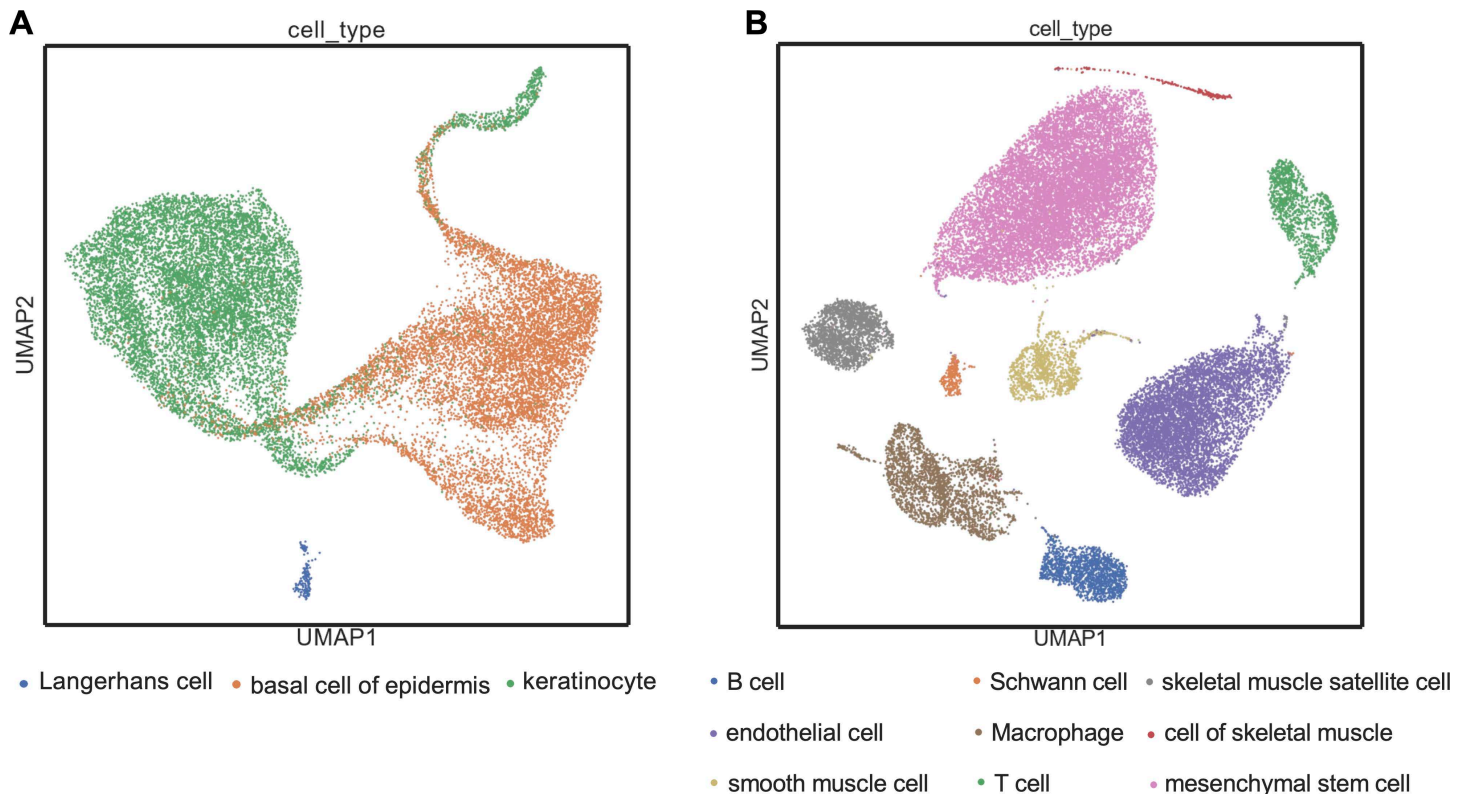 A
cell_type
UMAP2
UMAP1
Langerhans cell
basal cell of epidermis
keratinocyte
B
cell_type
UMAP2
UMAP1
B cell
Schwann cell
skeletal muscle satellite cell
endothelial cell
Macrophage
cell of skeletal muscle
smooth muscle cell
T cell
mesenchymal stem cell